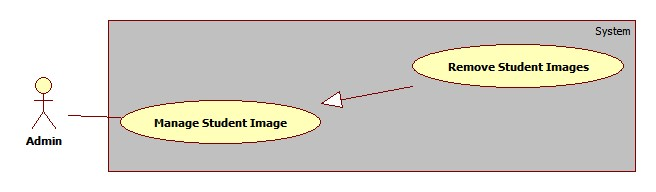 System
Remove Student Images
Manage Student Image
Admin